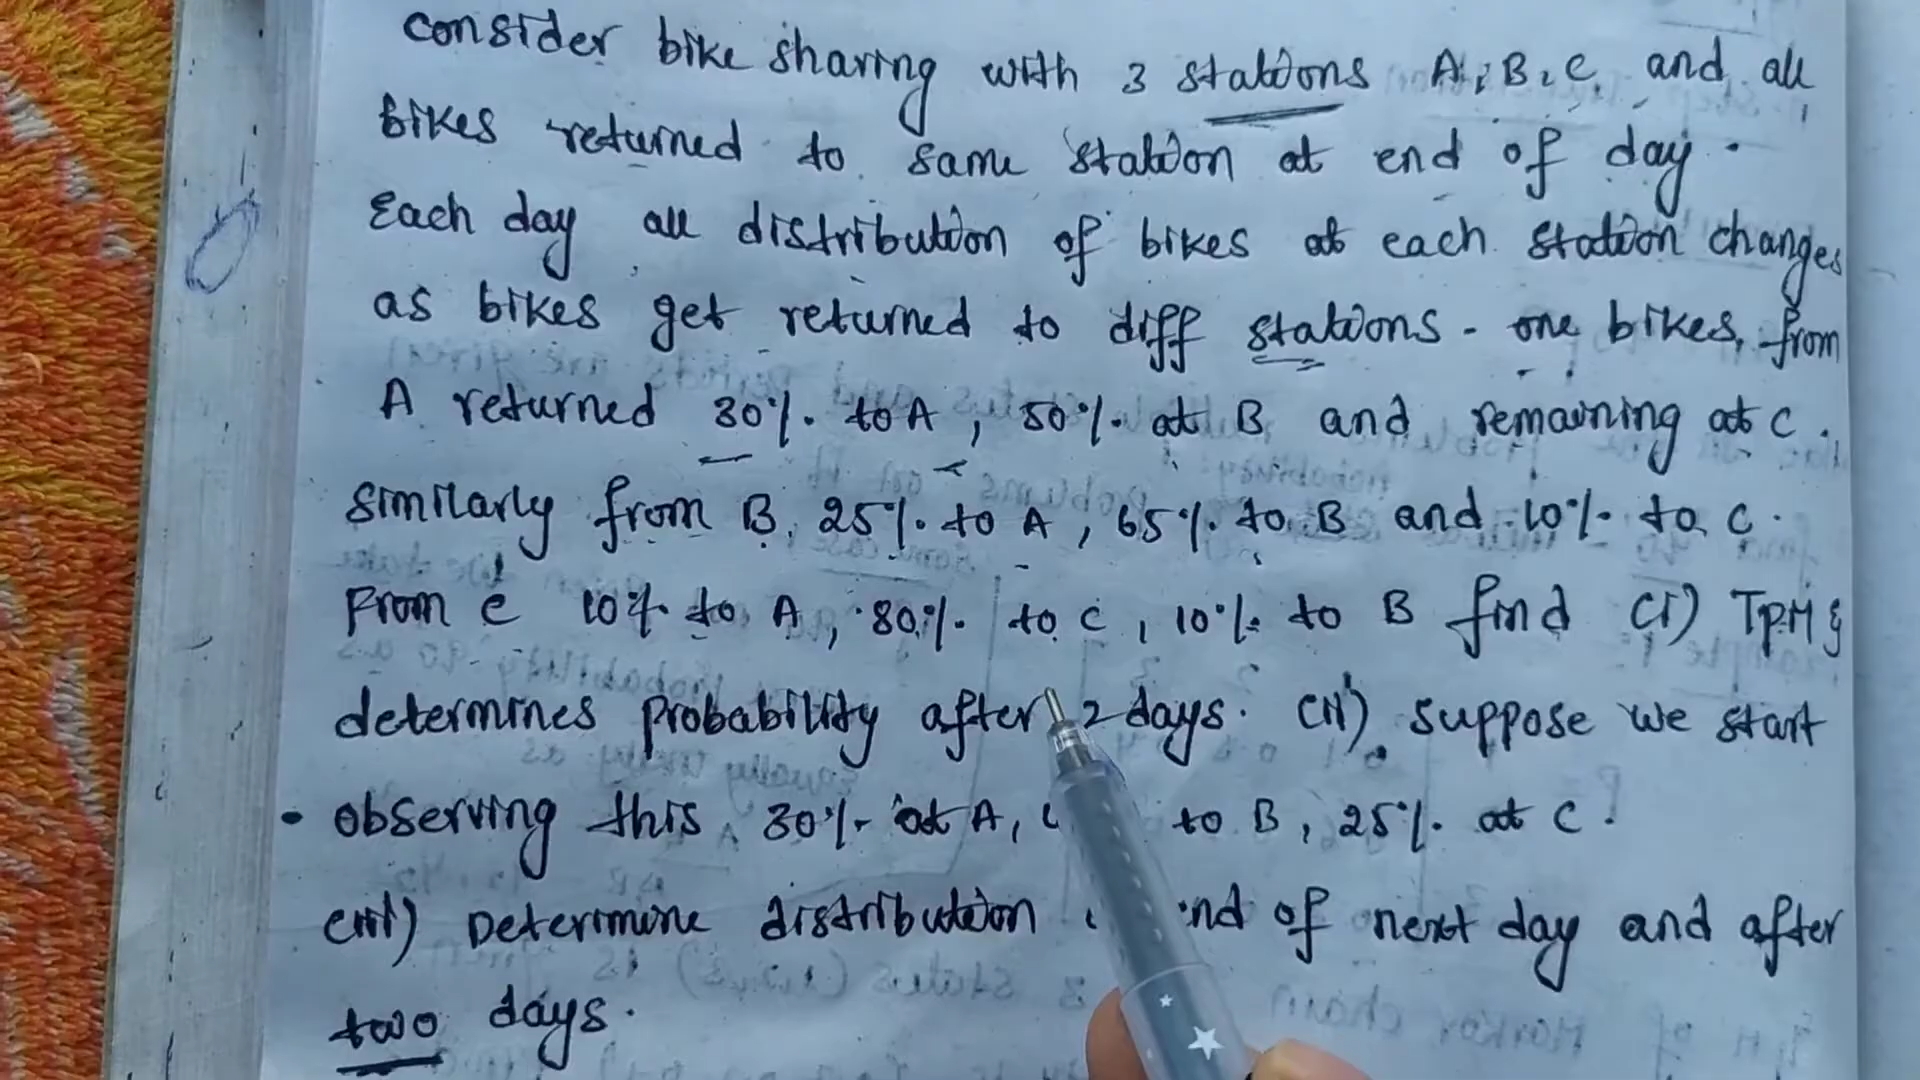 consider bike sharing with 3 stations A, B, C, and all
bikes returned to same station at end of day.
Each day all distribution of bikes at each station changes
as bikes get returned to diff stations. one bikes, from
A returned 30%. to A, 50%. at B and remaining at C.
similarly from B, 25%. to A, 65%. to B and 10%. to C.
From C 10%. to A, 80%. to C, 10%. to B find (i) TPM &
determines probability after 2 days. (ii) suppose we start
observing this 30%. at A, to B, 25%. at C.
(iii) Determine distribution of next day and after
two days.